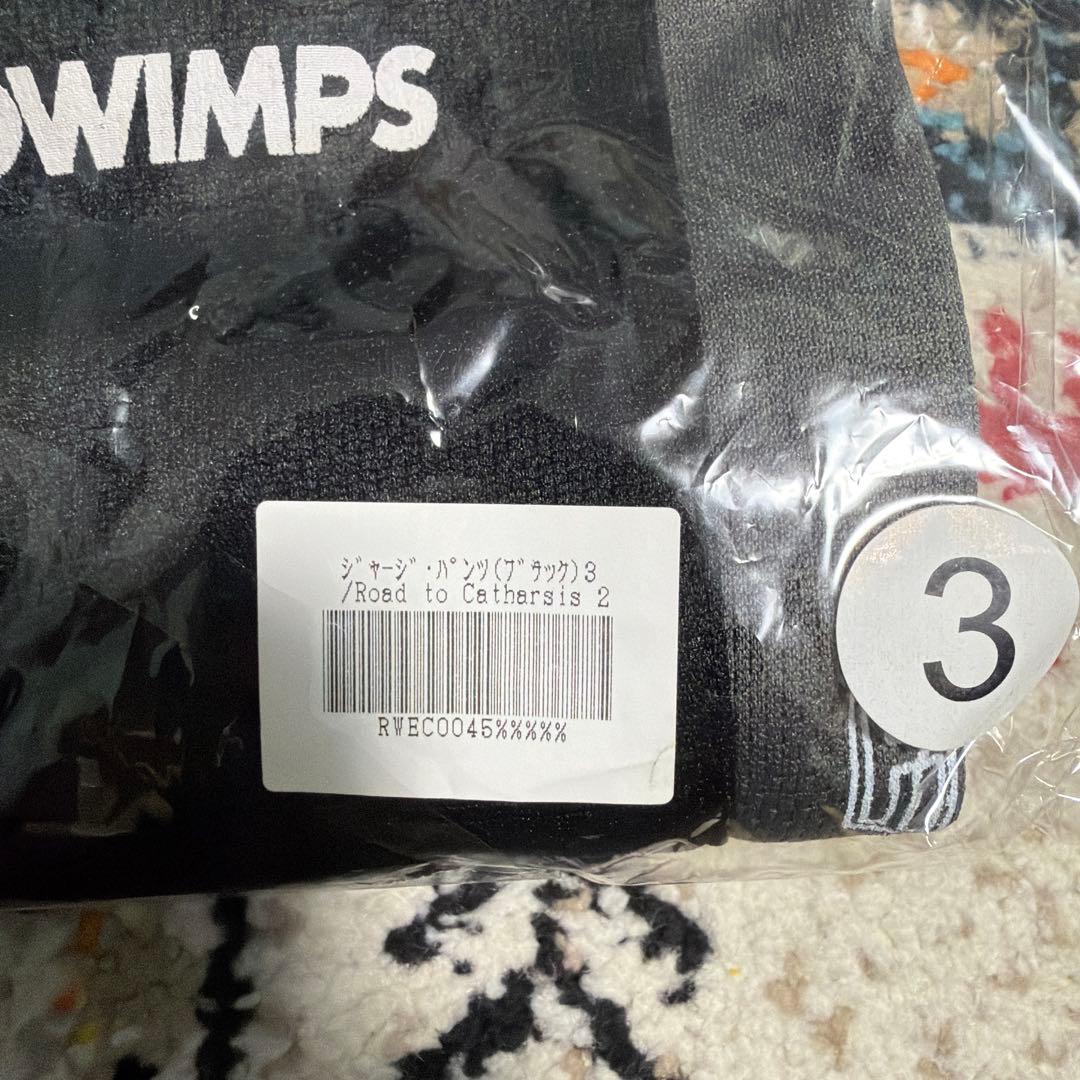 DWIMPS
ｼﾞｬｰｼﾞ･ﾊﾟﾝﾂ(ﾌﾞﾗｯｸ)3
/Road to Catharsis 2
RWEC0045%%%%%
3